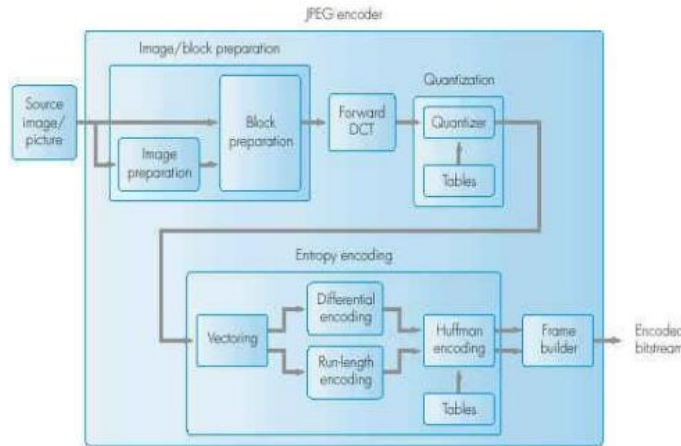 JPEG encoder
Image/block preparation
Source
image/
picture
Image
preparation
Block
preparation
Forward
DCT
Quantization
Quantizer
Tables
Entropy encoding
Vectoring
Differential
encoding
Run-length
encoding
Huffman
encoding
Tables
Frame
builder
Encoded
bitstream